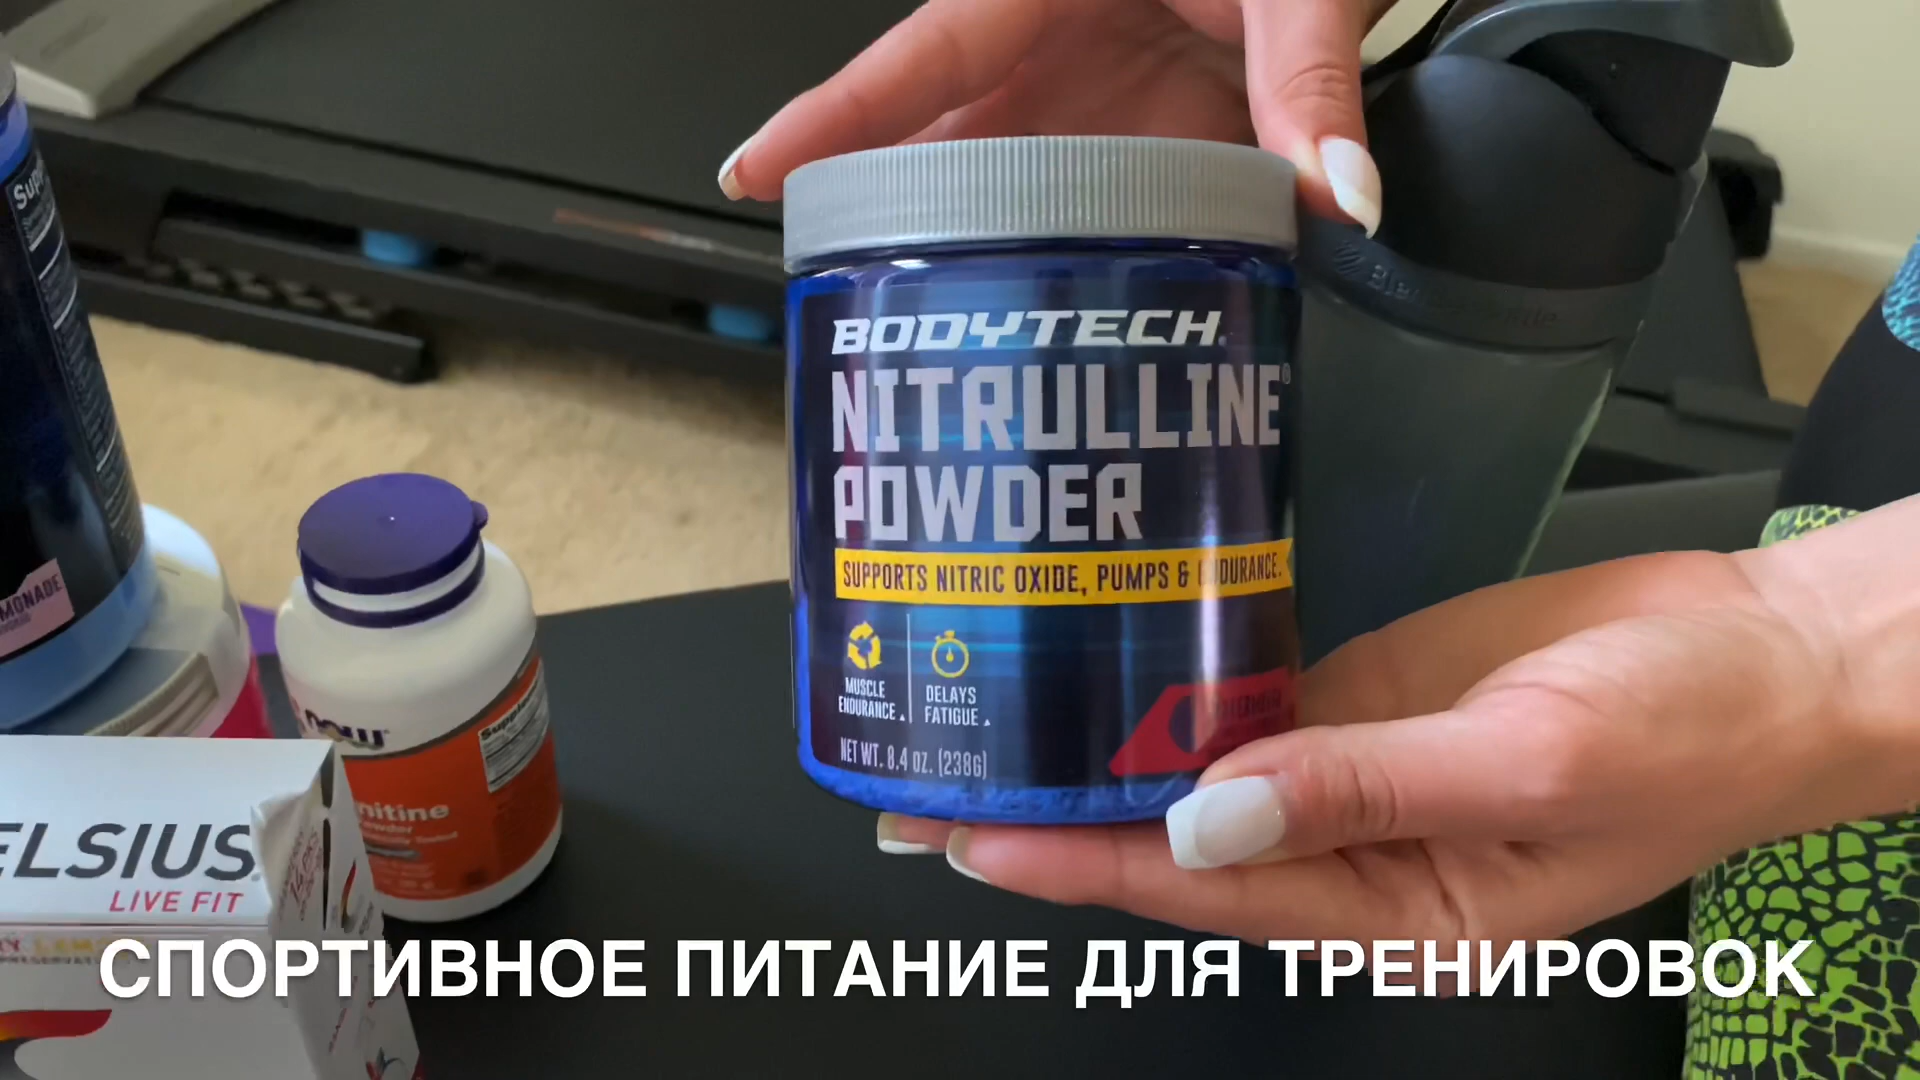 BODYTECH
NITRULLINE®
POWDER
SUPPORTS NITRIC OXIDE, PUMPS & ENDURANCE.
MUSCLE
ENDURANCE
DELAYS
FATIGUE
NET WT. 8.4 OZ. (238G)
NOW
nitine
ELSIUS
LIVE FIT
MONADE
СПОРТИВНОЕ ПИТАНИЕ ДЛЯ ТРЕНИРОВОК